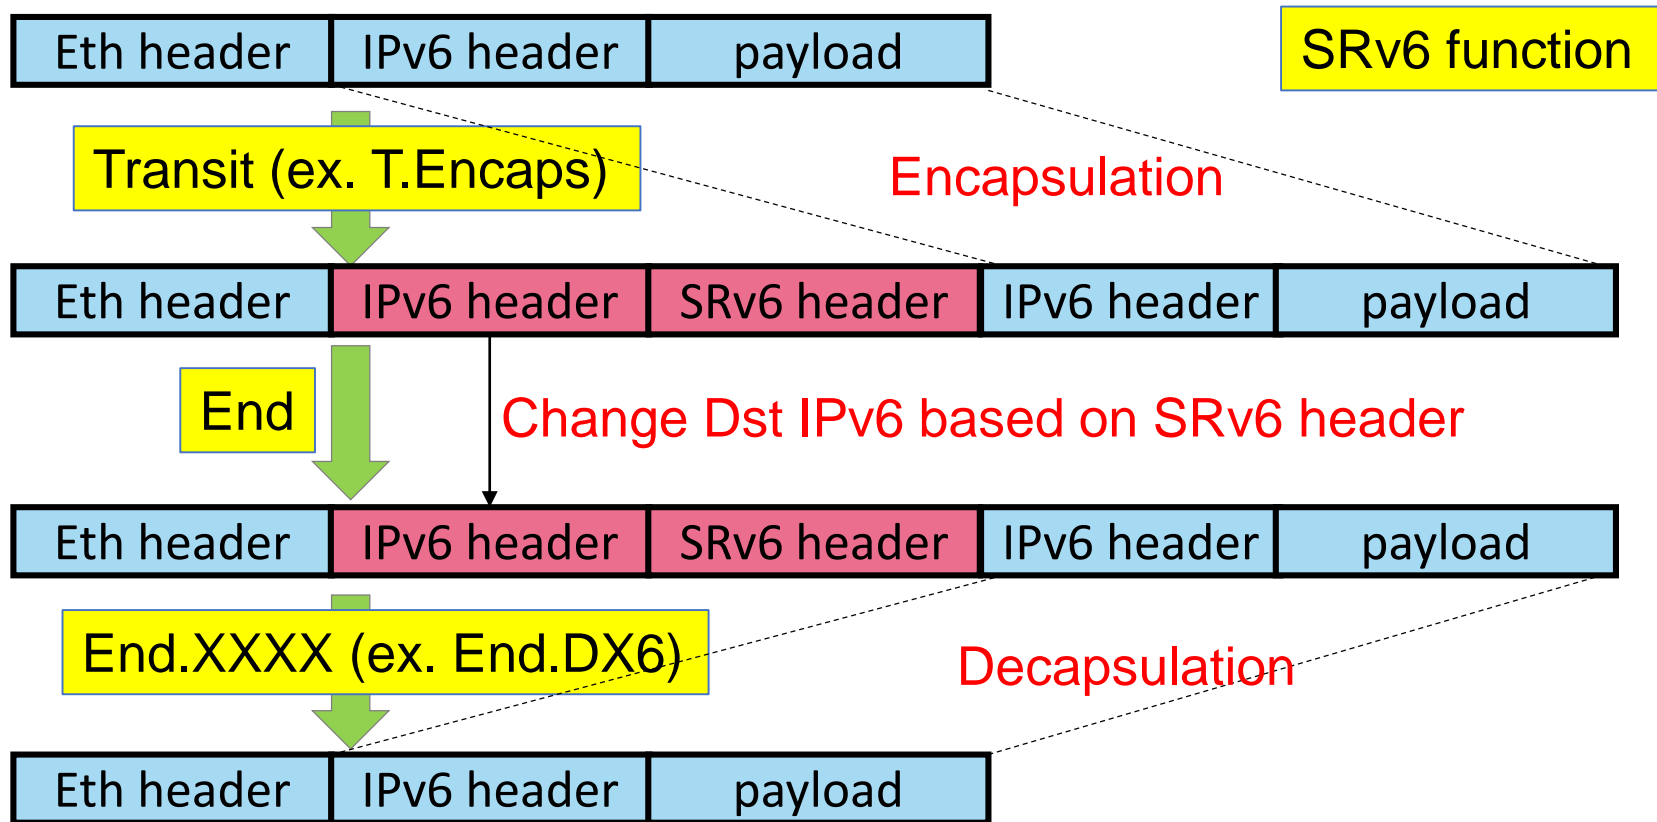 Eth header IPv6 header payload
SRv6 function
Transit (ex. T.Encaps)
Encapsulation
Eth header IPv6 header SRv6 header IPv6 header payload
End
Change Dst IPv6 based on SRv6 header
Eth header IPv6 header SRv6 header IPv6 header payload
End.XXXX (ex. End.DX6)
Decapsulation
Eth header IPv6 header payload